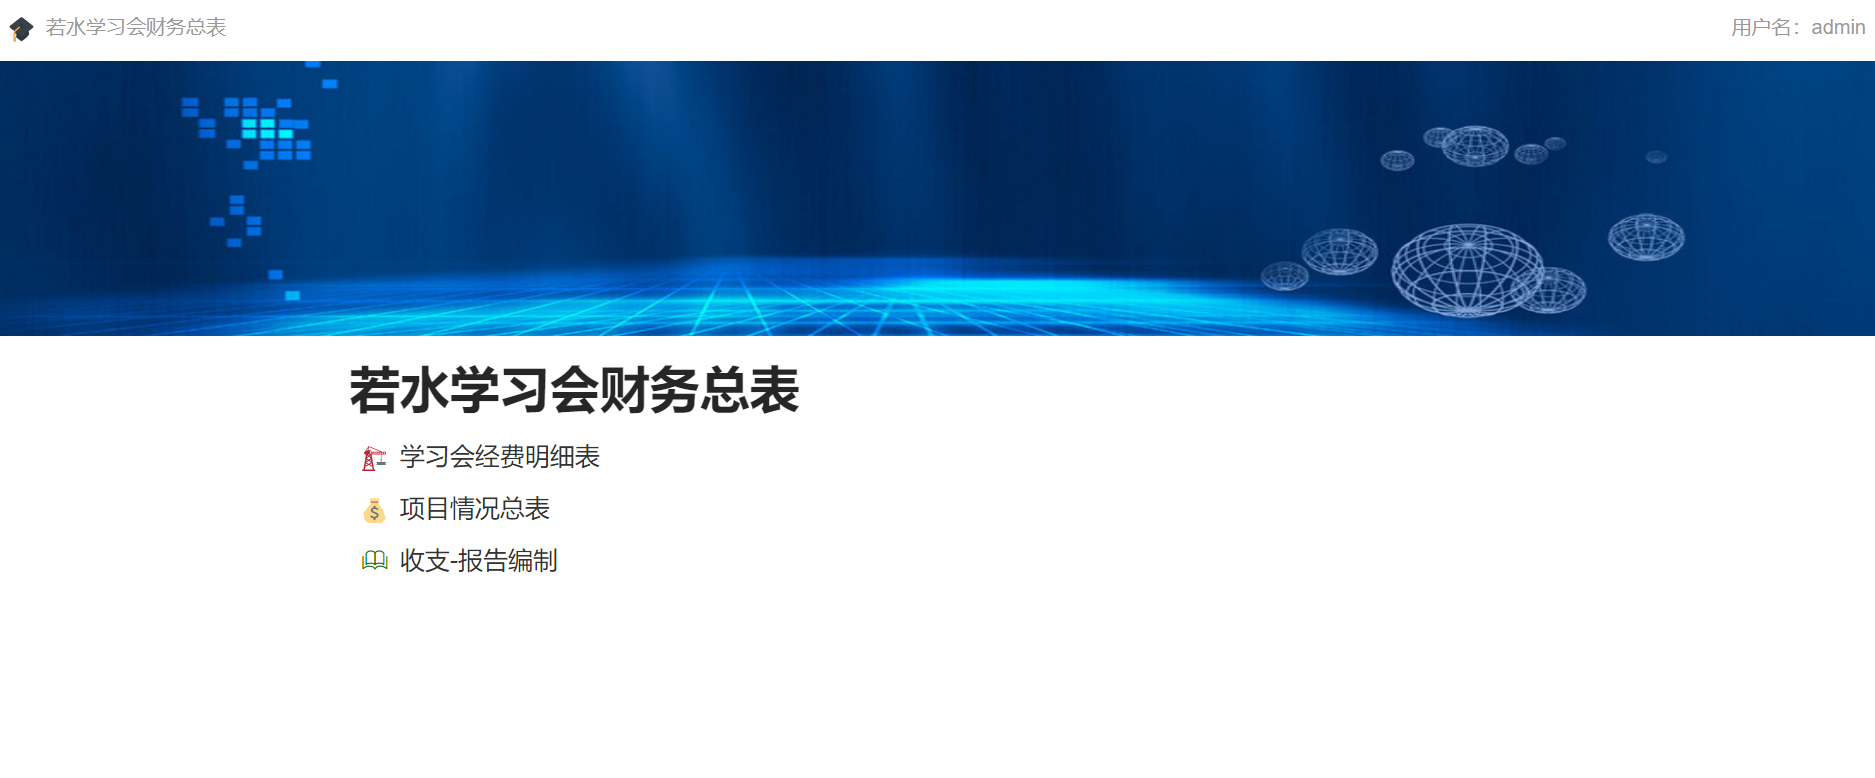 若水学习会财务总表
用户名：admin
若水学习会财务总表
学习会经费明细表
项目情况总表
收支-报告编制